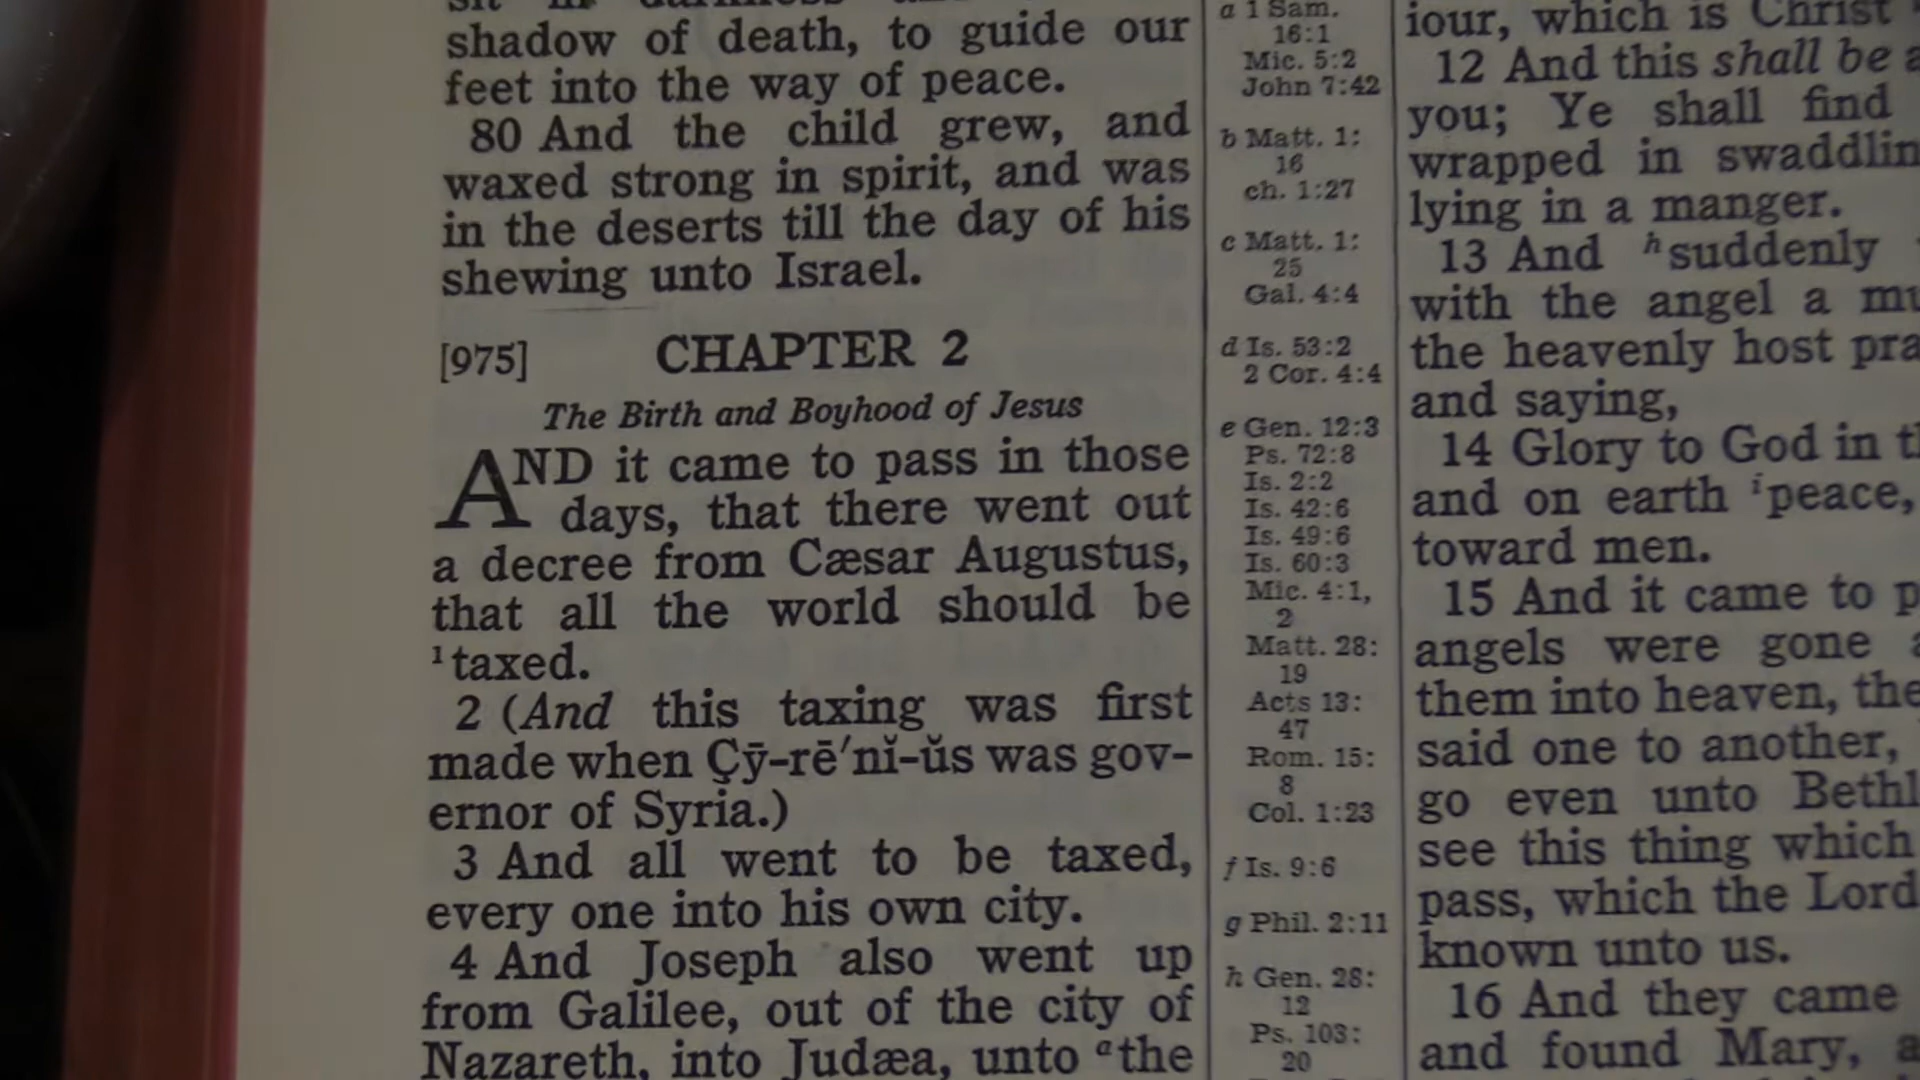 sit in darkness
shadow of death, to guide our
feet into the way of peace.
80 And the child grew, and
waxed strong in spirit, and was
in the deserts till the day of his
shewing unto Israel.
[975] CHAPTER 2
The Birth and Boyhood of Jesus
AND it came to pass in those
days, that there went out
a decree from Cæsar Augustus,
that all the world should be
¹taxed.
2 (And this taxing was first
made when Çȳ-rē′nĭ-ŭs was gov-
ernor of Syria.)
3 And all went to be taxed,
every one into his own city.
4 And Joseph also went up
from Galilee, out of the city of
Nazareth, into Judæa, unto ᵃthe
a 1 Sam.
16:1
Mic. 5:2
John 7:42
b Matt. 1:
16
ch. 1:27
c Matt. 1:
25
Gal. 4:4
d Is. 53:2
2 Cor. 4:4
e Gen. 12:3
Ps. 72:8
Is. 2:2
Is. 42:6
Is. 49:6
Is. 60:3
Mic. 4:1,
2
Matt. 28:
19
Acts 13:
47
Rom. 15:
8
Col. 1:23
f Is. 9:6
g Phil. 2:11
h Gen. 28:
12
Ps. 103:
20
iour, which is Christ
12 And this shall be a
you; Ye shall find
wrapped in swaddlin
lying in a manger.
13 And ʰsuddenly
with the angel a mu
the heavenly host pra
and saying,
14 Glory to God in th
and on earth ⁱpeace,
toward men.
15 And it came to p
angels were gone a
them into heaven, the
said one to another,
go even unto Bethl
see this thing which
pass, which the Lord
known unto us.
16 And they came
and found Mary, a